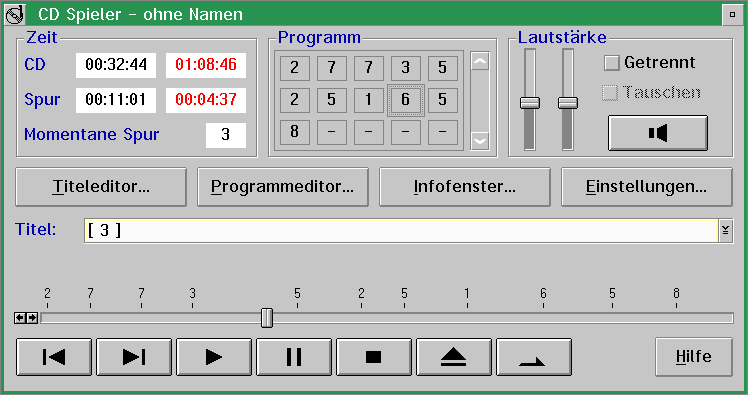 CD Spieler - ohne Namen
Zeit
CD 00:32:44 01:08:46
Spur 00:11:01 00:04:37
Momentane Spur 3
Programm
2 7 7 3 5
2 5 1 6 5
8 - - - -
Lautstärke
Getrennt
Tauschen
Titeleditor...
Programmeditor...
Infofenster...
Einstellungen...
Titel: [ 3 ]
2 7 7 3 5 2 5 1 6 5 8
Hilfe